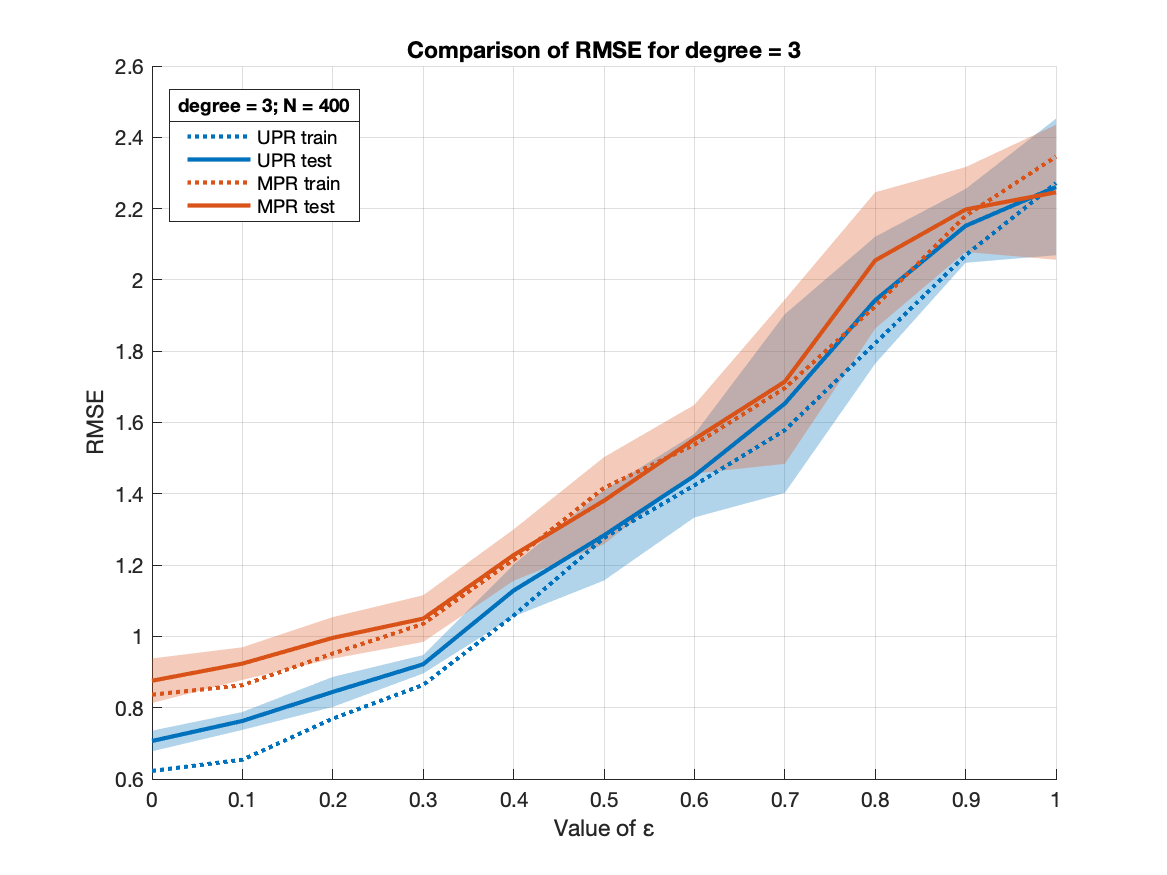 Comparison of RMSE for degree = 3
2.6
2.4
2.2
2
1.8
1.6
1.4
1.2
1
0.8
0.6
RMSE
degree = 3; N = 400
UPR train
UPR test
MPR train
MPR test
0 0.1 0.2 0.3 0.4 0.5 0.6 0.7 0.8 0.9 1
Value of ε